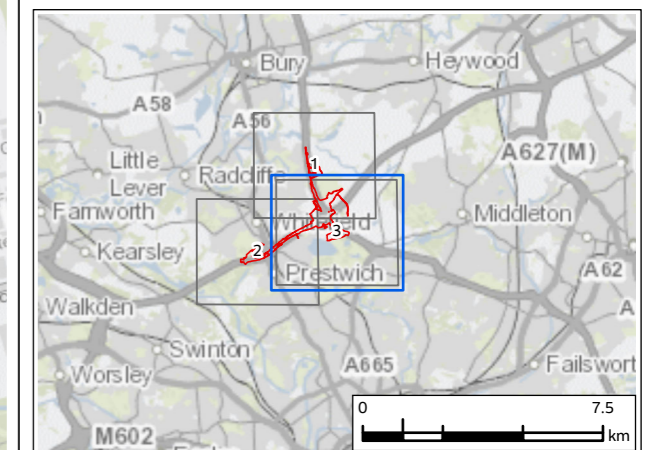 Bury
Heywood
A58
A56
A627(M)
Little
Lever
Radcliffe
1
Farnworth
Whitefield
Middleton
3
Kearsley
2
Prestwich
A62
Walkden
A
Swinton
A665
Failswort
Worsley
0
7.5
km
M602